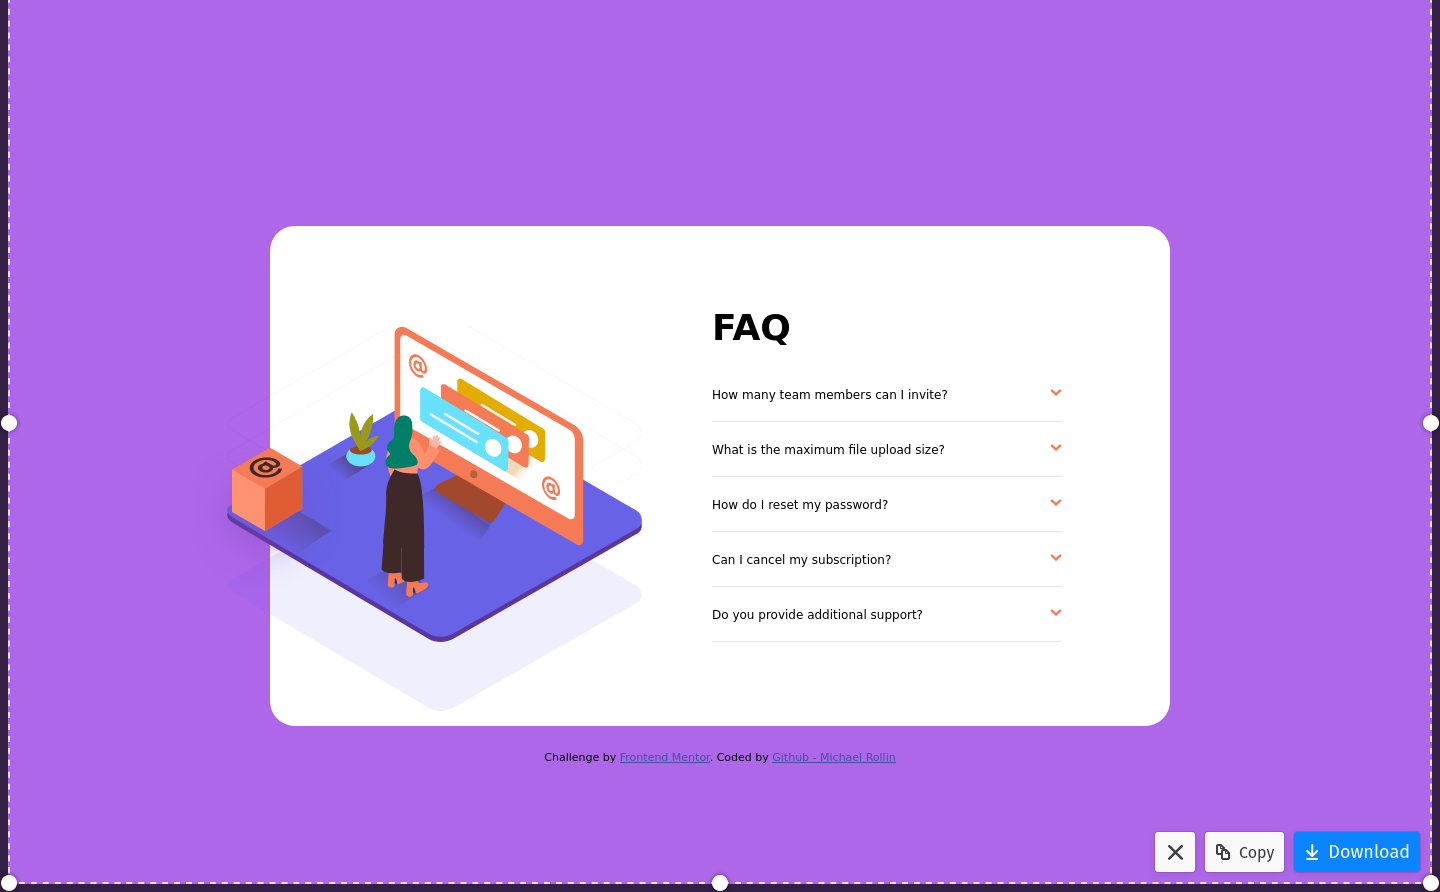 FAQ
How many team members can I invite?
What is the maximum file upload size?
How do I reset my password?
Can I cancel my subscription?
Do you provide additional support?
@
@
@
Challenge by Frontend Mentor. Coded by Github - Michael Rollin
Copy
Download